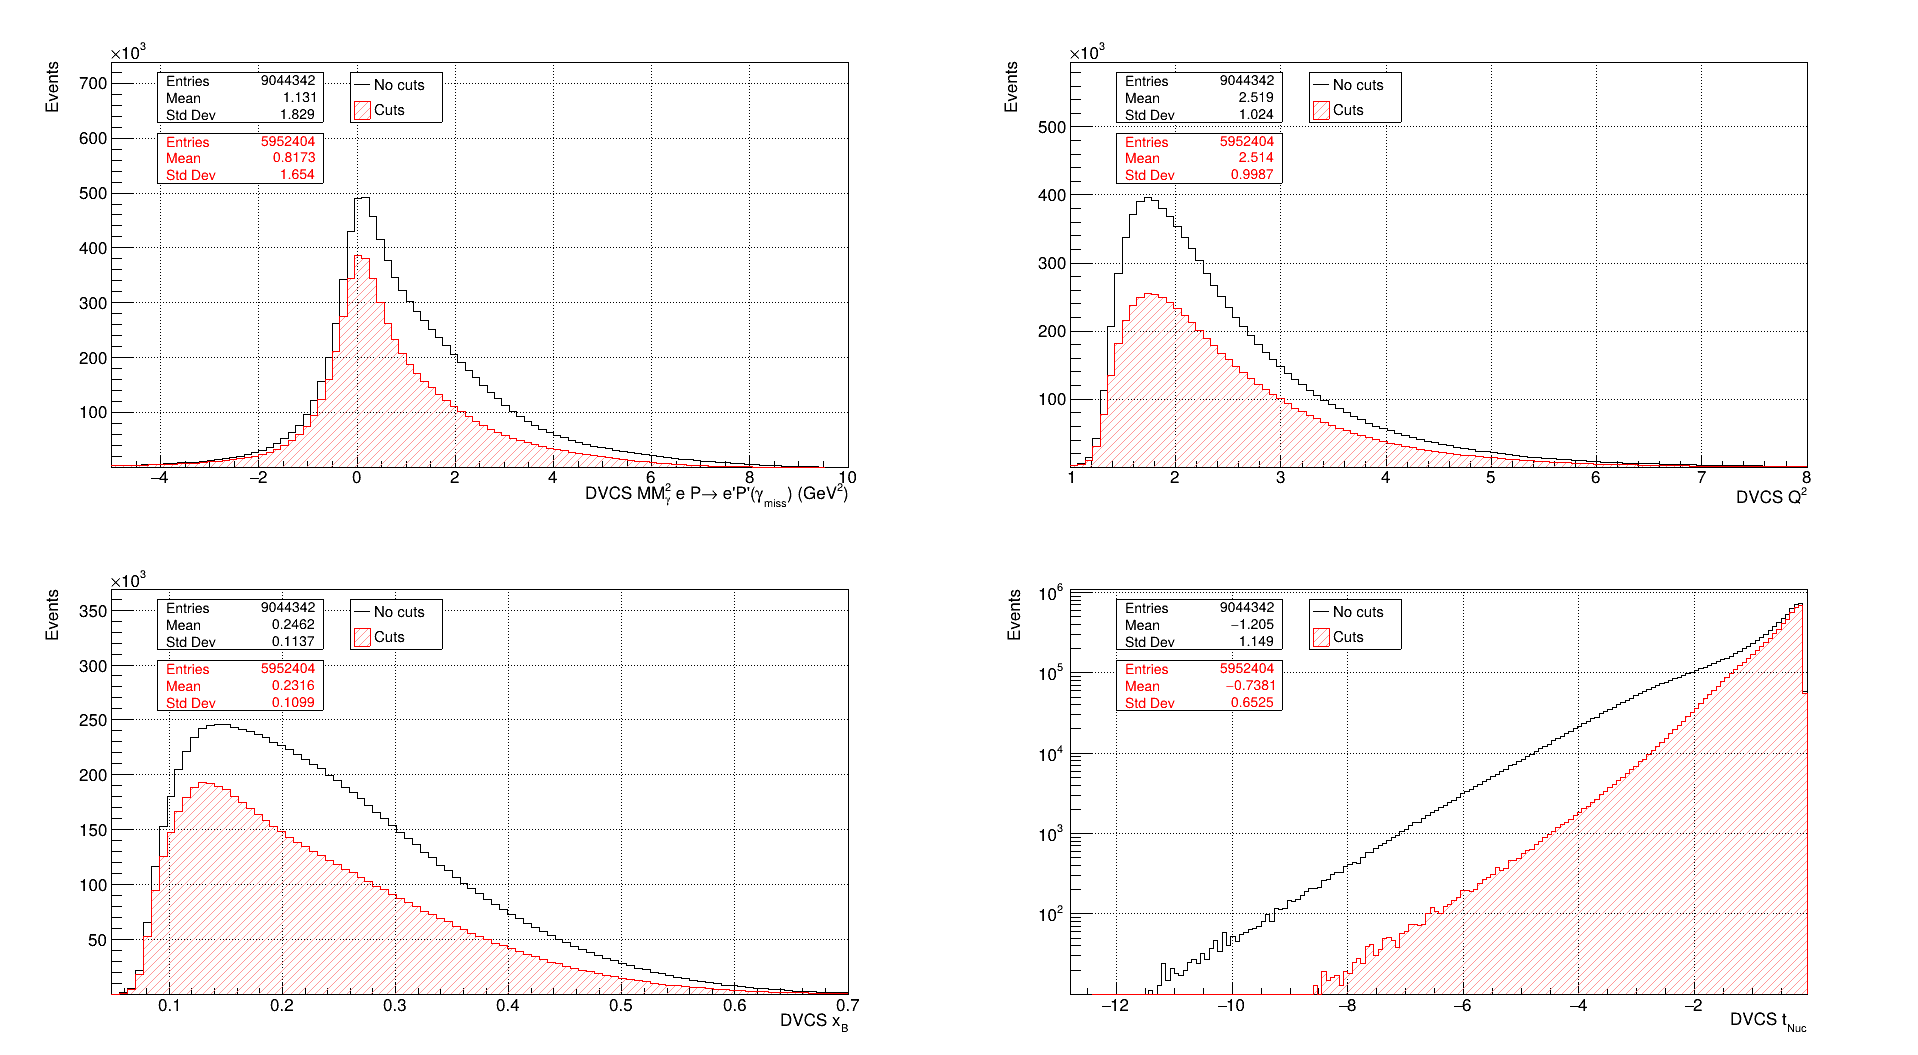 ×10³
Events
700
600
500
400
300
200
100
Entries 9044342
Mean 1.131
Std Dev 1.829
Entries 5952404
Mean 0.8173
Std Dev 1.654
No cuts
Cuts
−4 −2 0 2 4 6 8 10
DVCS MM²γ e P→ e'P'(γmiss) (GeV²)
×10³
Events
500
400
300
200
100
Entries 9044342
Mean 2.519
Std Dev 1.024
Entries 5952404
Mean 2.514
Std Dev 0.9987
No cuts
Cuts
1 2 3 4 5 6 7 8
DVCS Q²
×10³
Events
350
300
250
200
150
100
50
Entries 9044342
Mean 0.2462
Std Dev 0.1137
Entries 5952404
Mean 0.2316
Std Dev 0.1099
No cuts
Cuts
0.1 0.2 0.3 0.4 0.5 0.6 0.7
DVCS xB
Events
10⁶
10⁵
10⁴
10³
10²
Entries 9044342
Mean −1.205
Std Dev 1.149
Entries 5952404
Mean −0.7381
Std Dev 0.6525
No cuts
Cuts
−12 −10 −8 −6 −4 −2
DVCS tNuc